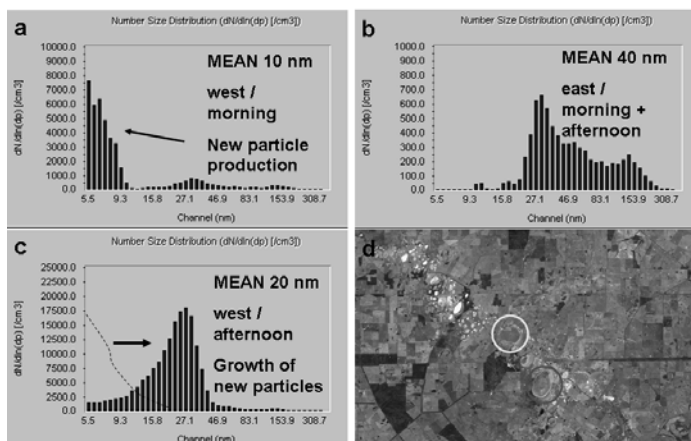 a
Number Size Distribution (dN/dln(dp) [/cm3])
dN/dln(dp) [/cm3]
10000.0
9000.0
8000.0
7000.0
6000.0
5000.0
4000.0
3000.0
2000.0
1000.0
0.0
MEAN 10 nm
west /
morning
New particle
production
5.5 9.3 15.8 27.1 46.9 83.1 153.9 308.7
Channel (nm)
b
Number Size Distribution (dN/dln(dp) [/cm3])
dN/dln(dp) [/cm3]
1000.0
900.0
800.0
700.0
600.0
500.0
400.0
300.0
200.0
100.0
0.0
MEAN 40 nm
east /
morning +
afternoon
5.5 9.3 15.8 27.1 46.9 83.1 153.9 308.7
Channel (nm)
c
Number Size Distribution (dN/dln(dp) [/cm3])
dN/dln(dp) [/cm3]
25000.0
22500.0
20000.0
17500.0
15000.0
12500.0
10000.0
7500.0
5000.0
2500.0
0.0
MEAN 20 nm
west /
afternoon
Growth of
new particles
5.5 9.3 15.8 27.1 46.9 83.1 153.9 308.7
Channel (nm)
d